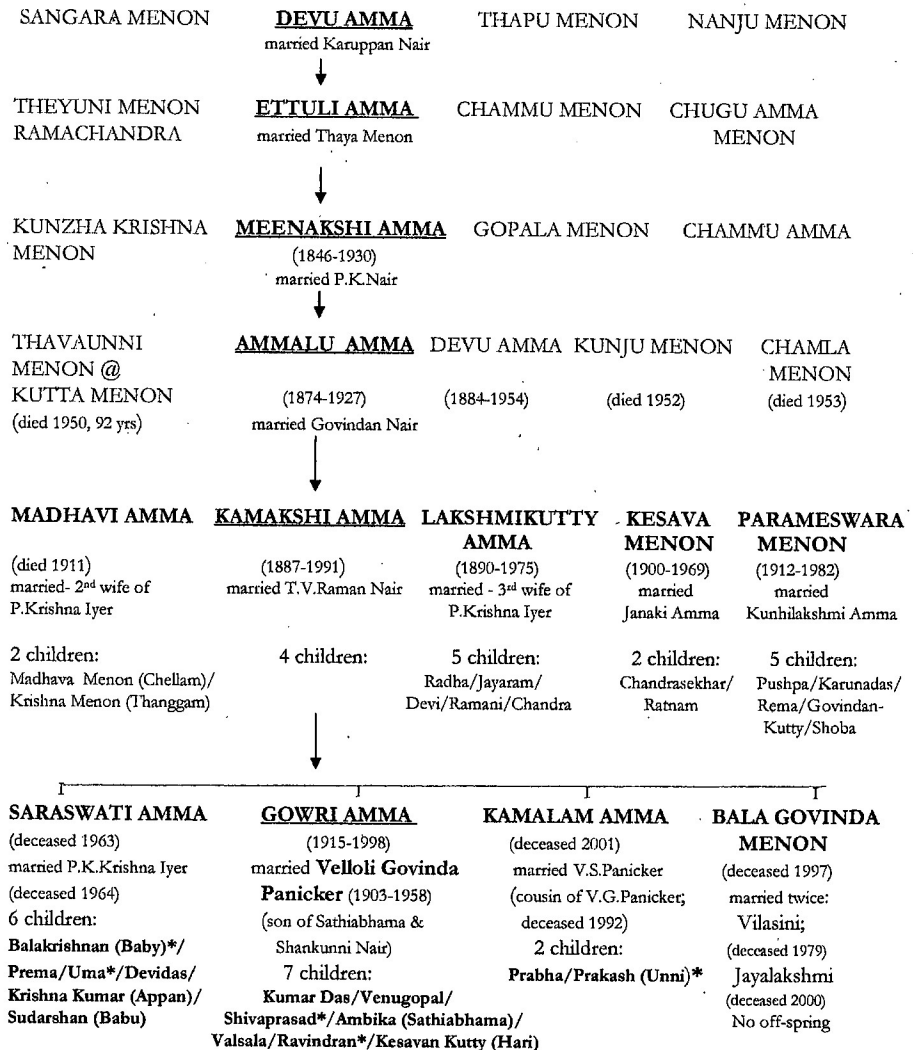 SANGARA MENON DEVU AMMA THAPU MENON NANJU MENON
married Karuppan Nair
THEYUNI MENON RAMACHANDRA
ETTULI AMMA
married Thaya Menon
CHAMMU MENON
CHUGU AMMA MENON
KUNZHA KRISHNA MENON
MEENAKSHI AMMA
(1846-1930)
married P.K.Nair
GOPALA MENON
CHAMMU AMMA
THAVAUNNI
MENON @
KUTTA MENON
(died 1950, 92 yrs)
AMMALU AMMA
(1874-1927)
married Govindan Nair
DEVU AMMA
(1884-1954)
KUNJU MENON
(died 1952)
CHAMLA
MENON
(died 1953)
MADHAVI AMMA
(died 1911)
married- 2nd wife of
P.Krishna Iyer
2 children:
Madhava Menon (Chellam)/
Krishna Menon (Thanggam)
KAMAKSHI AMMA
(1887-1991)
married T.V.Raman Nair
4 children:
LAKSHMIKUTTY
AMMA
(1890-1975)
married - 3rd wife of
P.Krishna Iyer
5 children:
Radha/Jayaram/
Devi/Ramani/Chandra
KESAVA
MENON
(1900-1969)
married
Janaki Amma
2 children:
Chandrasekhar/
Ratnam
PARAMESWARA
MENON
(1912-1982)
married
Kunhilakshmi Amma
5 children:
Pushpa/Karunadas/
Rema/Govindan-
Kutty/Shoba
SARASWATI AMMA
(deceased 1963)
married P.K.Krishna Iyer
(deceased 1964)
6 children:
Balakrishnan (Baby)*/
Prema/Uma*/Devidas/
Krishna Kumar (Appan)/
Sudarshan (Babu)
GOWRI AMMA
(1915-1998)
married Velloli Govinda
Panicker (1903-1958)
(son of Sathiabhama &
Shankunni Nair)
7 children:
Kumar Das/Venugopal/
Shivaprasad*/Ambika (Sathiabhama)/
Valsala/Ravindran*/Kesavan Kutty (Hari)
KAMALAM AMMA
(deceased 2001)
married V.S.Panicker
(cousin of V.G.Panicker;
deceased 1992)
2 children:
Prabha/Prakash (Unni)*
BALA GOVINDA
MENON
(deceased 1997)
married twice:
Vilasini;
(deceased 1979)
Jayalakshmi
(deceased 2000)
No off-spring